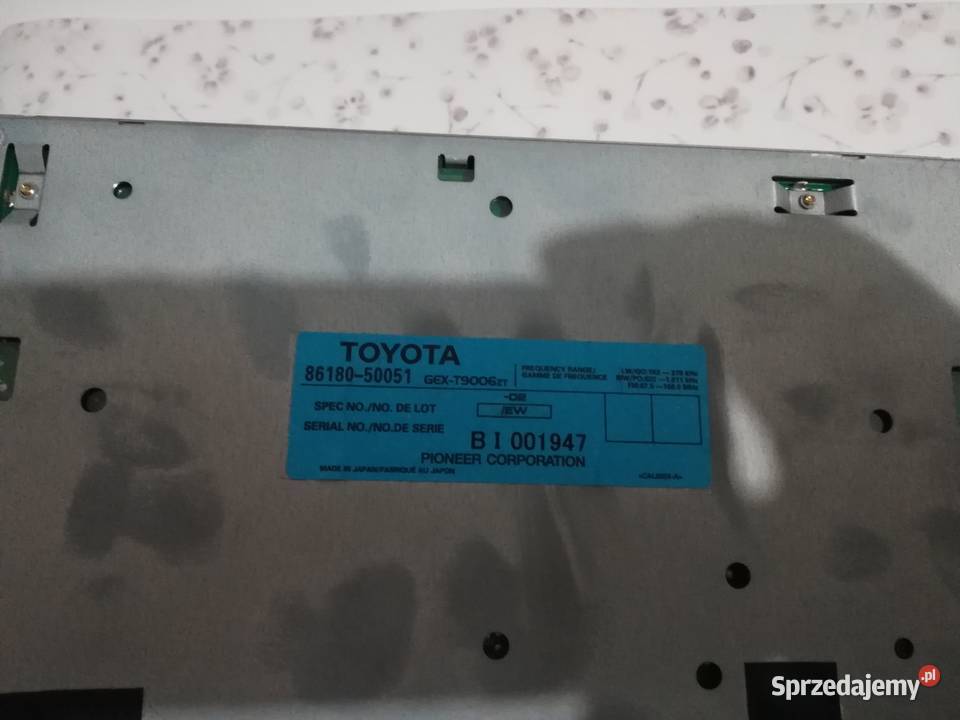 TOYOTA
86180-50051 GEX-T9006ZT
FREQUENCY RANGE/
GAMME DE FREQUENCE
SPEC NO./NO. DE LOT
-02
/EW
SERIAL NO./NO.DE SERIE
B I 001947
PIONEER CORPORATION
MADE IN JAPAN/FABRIQUÉ AU JAPON
Sprzedajemy.pl